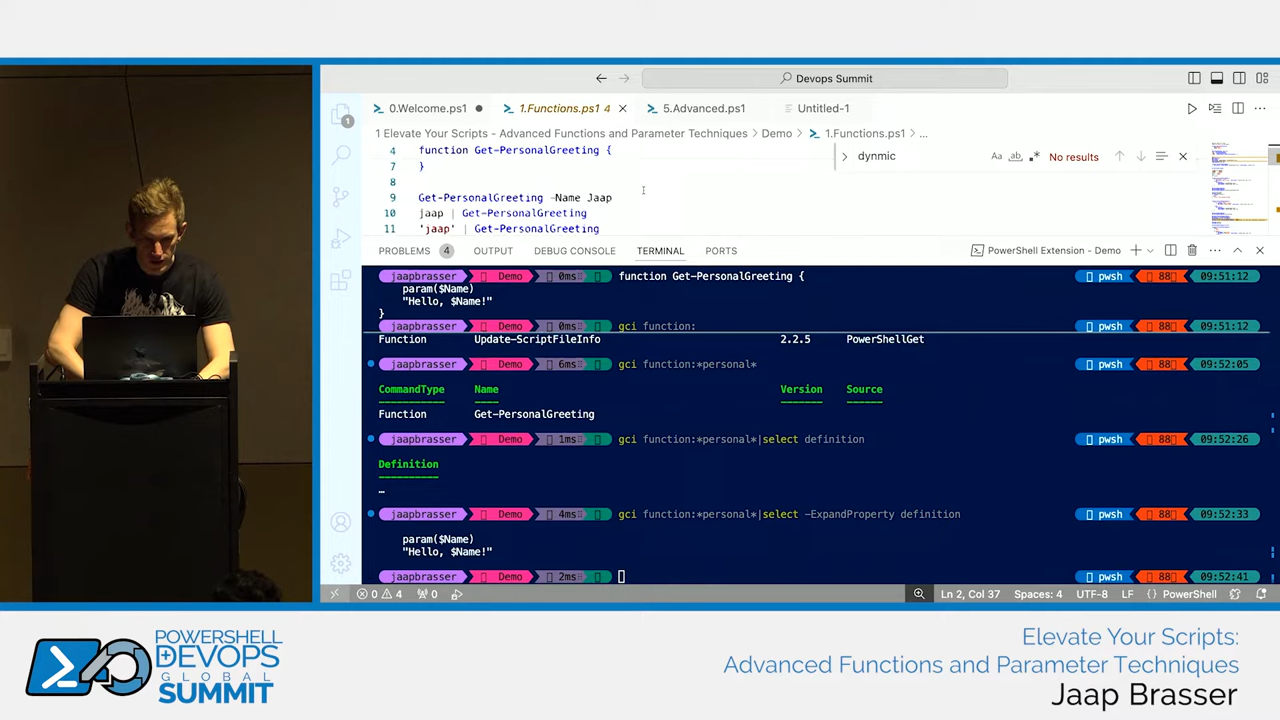 Devops Summit
0.Welcome.ps1
1.Functions.ps1 4
5.Advanced.ps1
Untitled-1
1 Elevate Your Scripts - Advanced Functions and Parameter Techniques > Demo > 1.Functions.ps1 > ...
4 function Get-PersonalGreeting {
7 }
8
9 Get-PersonalGreeting -Name Jaap
10 jaap | Get-PersonalGreeting
11 'jaap' | Get-PersonalGreeting
dynmic
Aa ab .* No results
PROBLEMS 4 OUTPUT DEBUG CONSOLE TERMINAL PORTS
PowerShell Extension - Demo
jaapbrasser Demo 0ms function Get-PersonalGreeting { pwsh 88 09:51:12
param($Name)
"Hello, $Name!"
}
jaapbrasser Demo 0ms gci function: pwsh 88 09:51:12
Function Update-ScriptFileInfo 2.2.5 PowerShellGet
jaapbrasser Demo 6ms gci function:*personal* pwsh 88 09:52:05
CommandType Name Version Source
----------- ---- ------- ------
Function Get-PersonalGreeting
jaapbrasser Demo 1ms gci function:*personal*|select definition pwsh 88 09:52:26
Definition
----------
…
jaapbrasser Demo 4ms gci function:*personal*|select -ExpandProperty definition pwsh 88 09:52:33
param($Name)
"Hello, $Name!"
jaapbrasser Demo 2ms pwsh 88 09:52:41
0 4 0
Ln 2, Col 37 Spaces: 4 UTF-8 LF {} PowerShell
POWERSHELL
DEVOPS
GLOBAL
SUMMIT
Elevate Your Scripts:
Advanced Functions and Parameter Techniques
Jaap Brasser